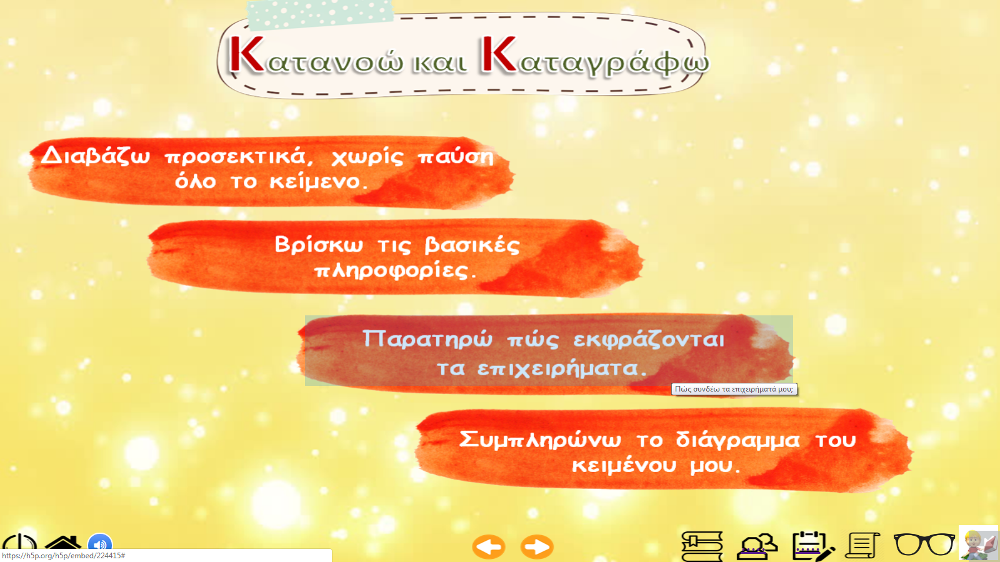 Κατανοώ και Καταγράφω
Διαβάζω προσεκτικά, χωρίς παύση
όλο το κείμενο.
Βρίσκω τις βασικές
πληροφορίες.
Παρατηρώ πώς εκφράζονται
τα επιχειρήματα.
Πώς συνδέω τα επιχειρήματά μου;
Συμπληρώνω το διάγραμμα του
κειμένου μου.
https://h5p.org/h5p/embed/224415#